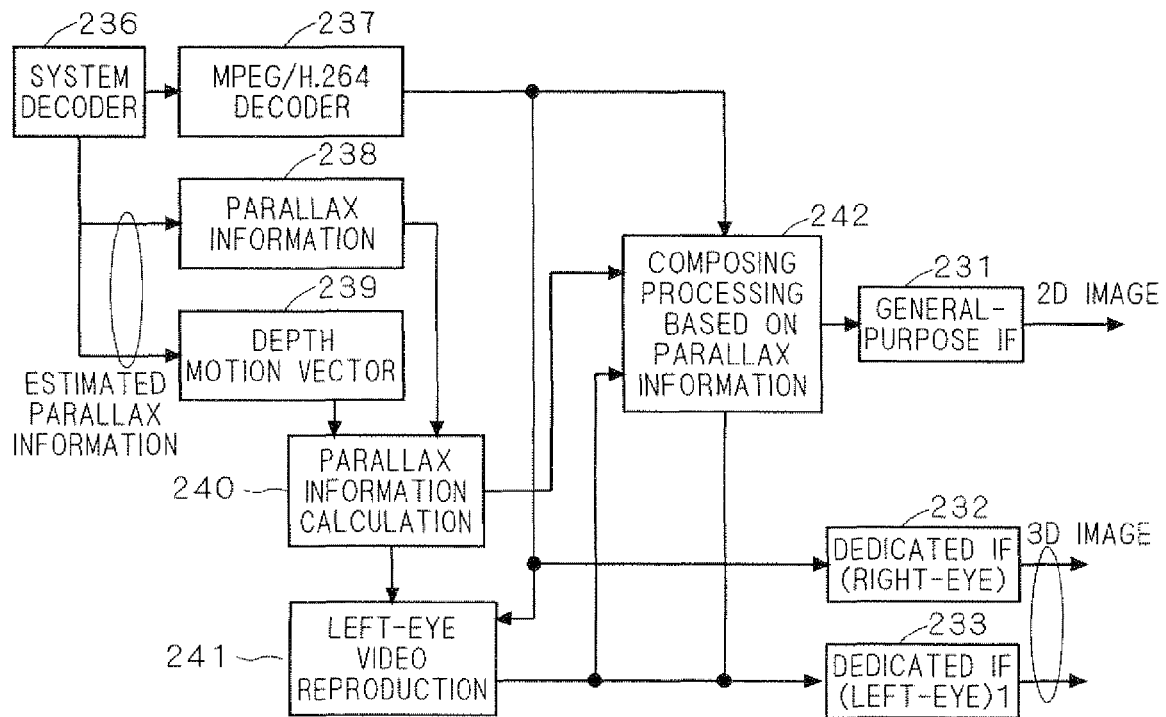 236
SYSTEM
DECODER
237
MPEG/H.264
DECODER
238
PARALLAX
INFORMATION
239
DEPTH
MOTION VECTOR
ESTIMATED
PARALLAX
INFORMATION
240
PARALLAX
INFORMATION
CALCULATION
241
LEFT-EYE
VIDEO
REPRODUCTION
242
COMPOSING
PROCESSING
BASED ON
PARALLAX
INFORMATION
231
GENERAL-
PURPOSE IF
2D IMAGE
232
DEDICATED IF
(RIGHT-EYE)
3D IMAGE
233
DEDICATED IF
(LEFT-EYE)1